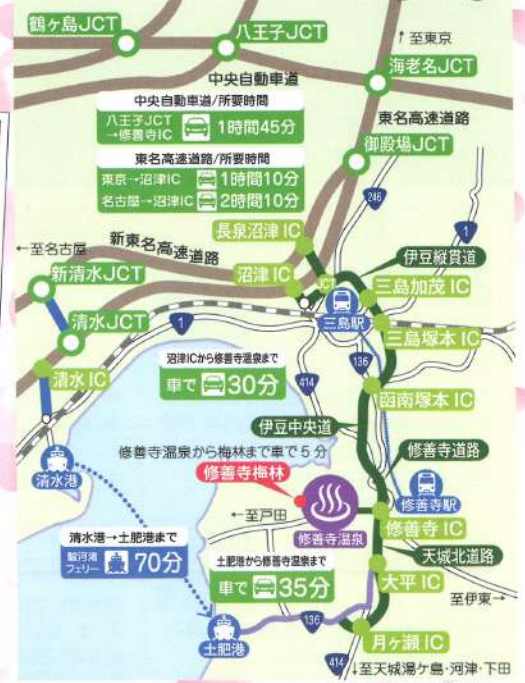 鶴ヶ島JCT
八王子JCT
↑至東京
海老名JCT
中央自動車道
中央自動車道/所要時間
八王子JCT
→修善寺IC
1時間45分
東名高速道路
御殿場JCT
東名高速道路/所要時間
東京→沼津IC 1時間10分
名古屋→沼津IC 2時間10分
246
1
長泉沼津IC
←至名古屋
新東名高速道路
伊豆縦貫道
新清水JCT
沼津IC
JCT
三島加茂IC
三島駅
清水JCT
1
三島塚本IC
136
沼津ICから修善寺温泉まで
車で 30分
414
清水IC
函南塚本IC
伊豆中央道
修善寺温泉から梅林まで車で5分
修善寺道路
修善寺梅林
清水港
修善寺駅
←至戸田
修善寺IC
修善寺温泉
清水港→土肥港まで
駿河湾
フェリー
70分
天城北道路
土肥港から修善寺温泉まで
車で 35分
大平IC
至伊東→
136
土肥港
月ヶ瀬IC
414
↓至天城湯ケ島・河津・下田